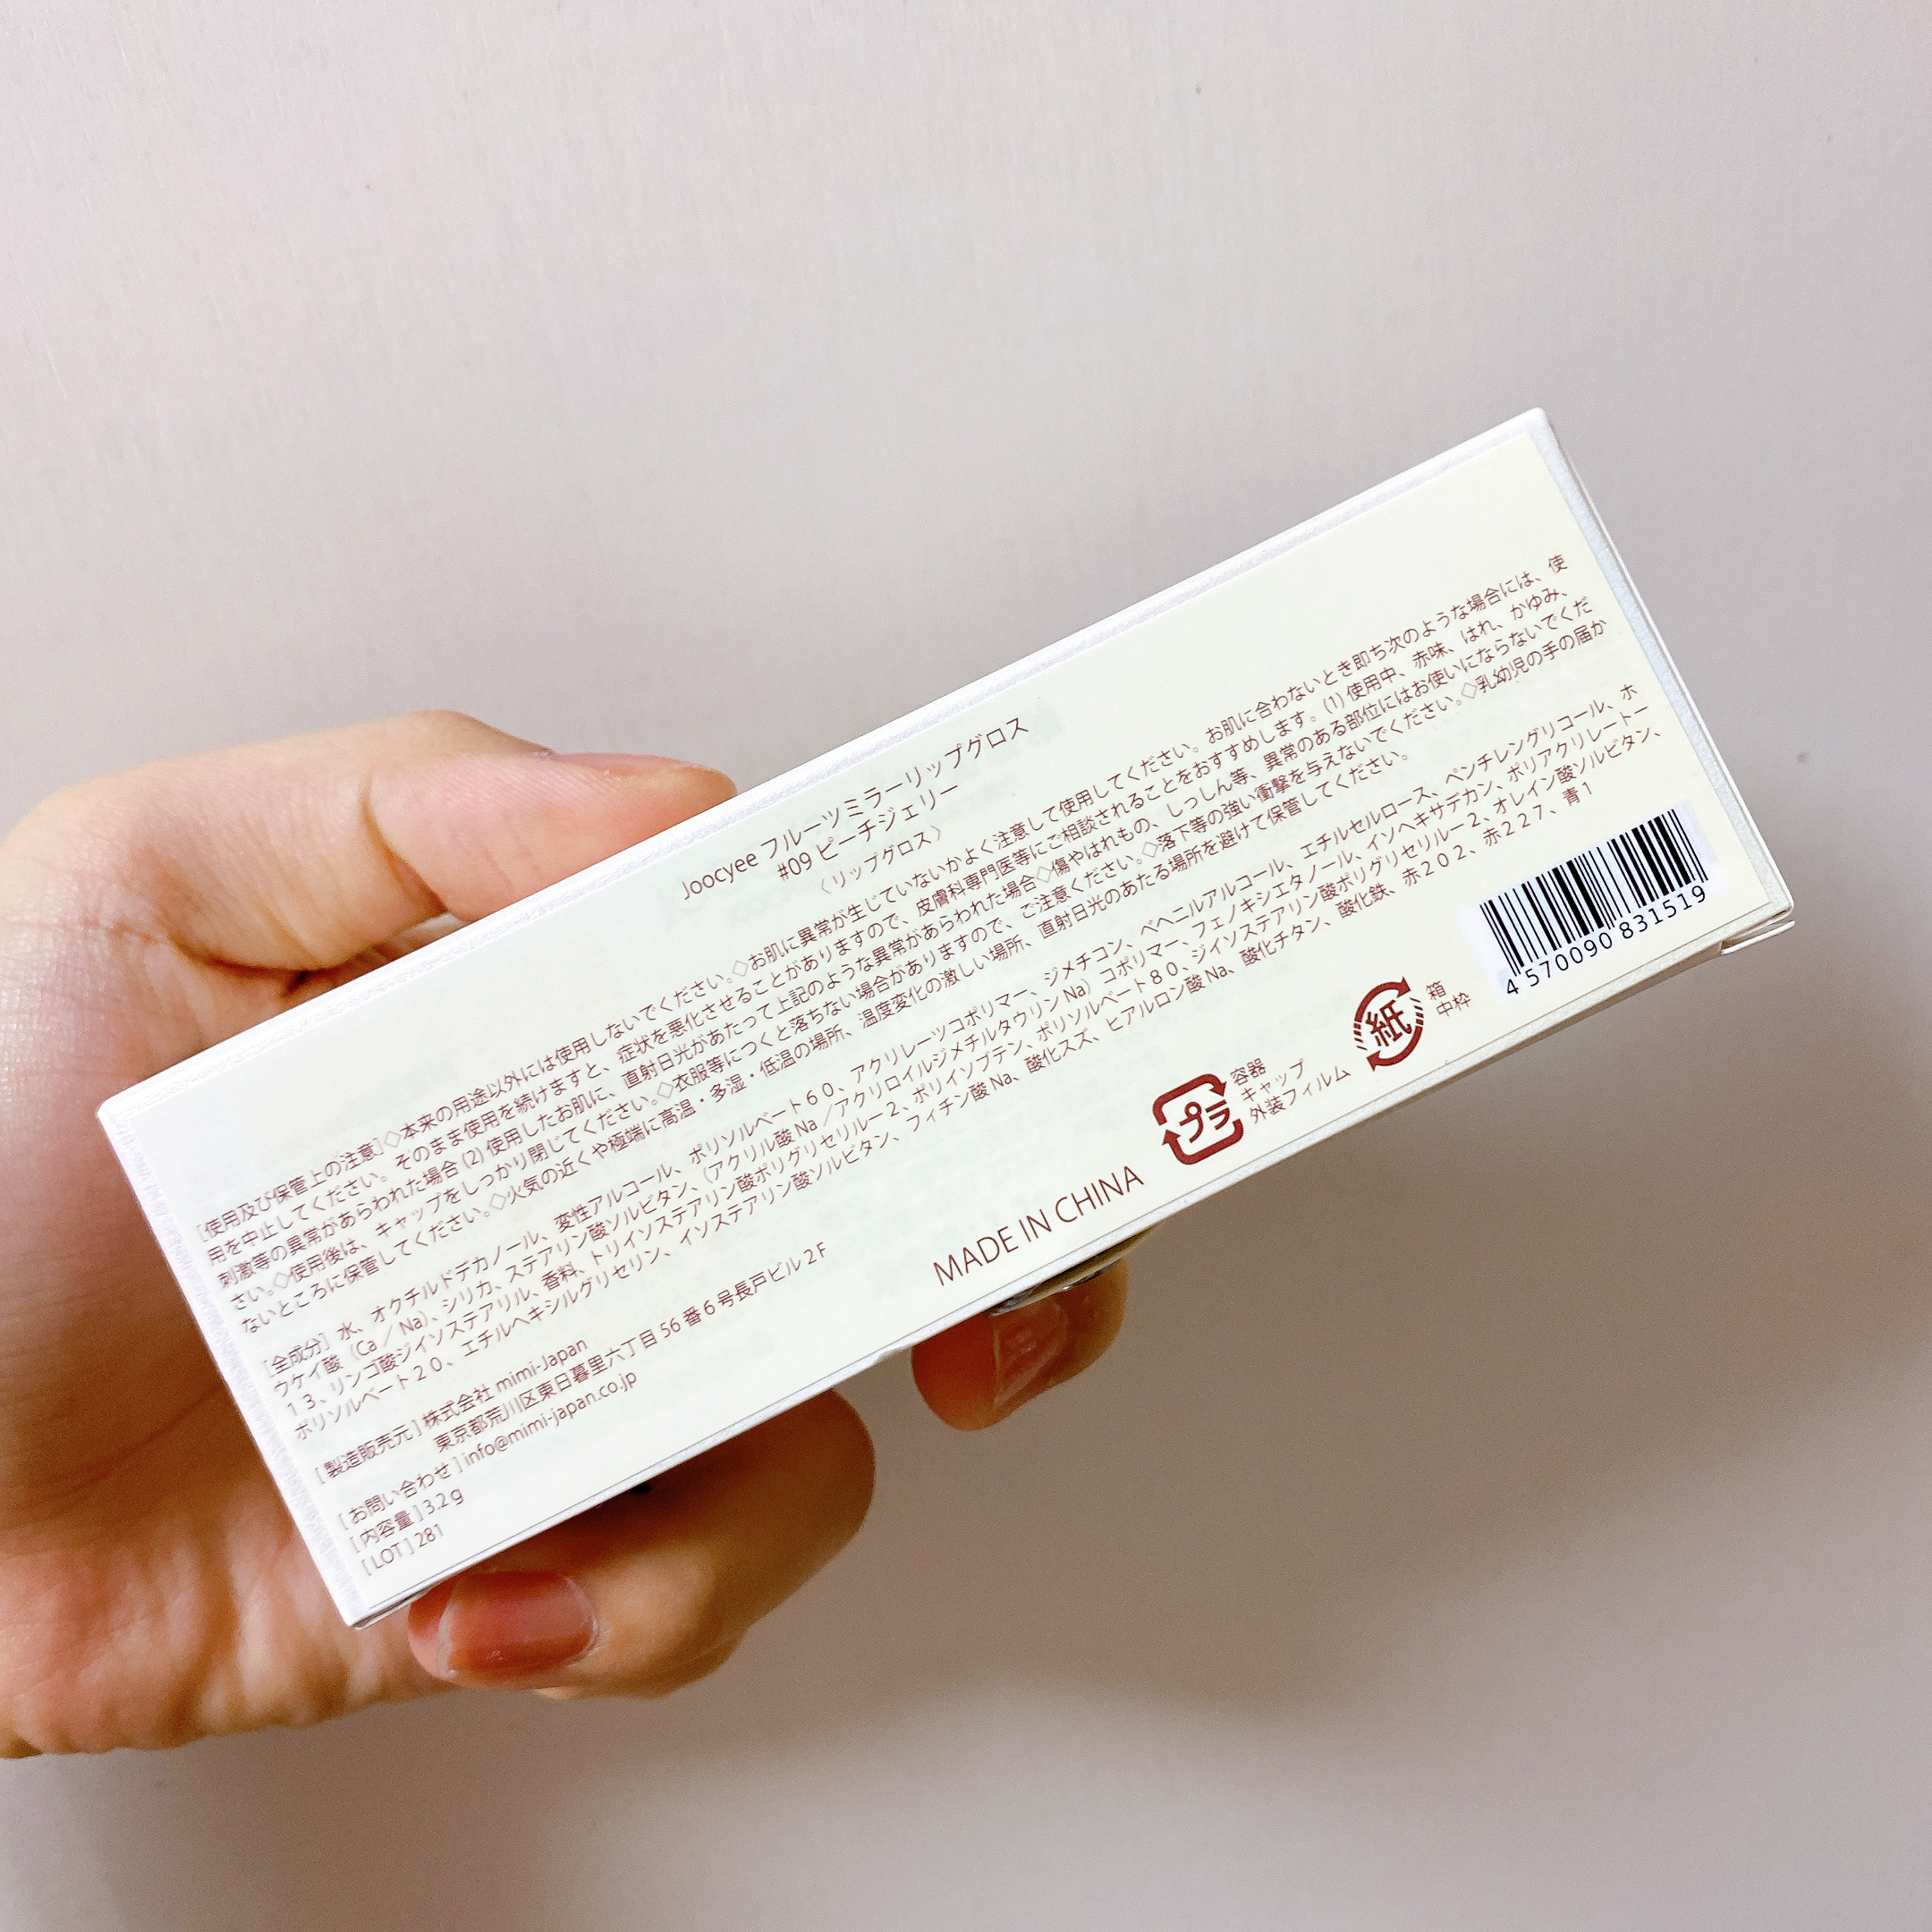 Joocyee フルーツミラーリップグロス
#09 ピーチジェリー
〈リップグロス〉
[使用及び保管上の注意]◇本来の用途以外には使用しないでください。◇お肌に異常が生じていないかよく注意して使用してください。お肌に合わないとき即ち次のような場合には、使
用を中止してください。そのまま使用を続けますと、症状を悪化させることがありますので、皮膚科専門医等にご相談されることをおすすめします。(1) 使用中、赤味、はれ、かゆみ、
刺激等の異常があらわれた場合 (2) 使用したお肌に、直射日光があたって上記のような異常があらわれた場合◇傷やはれもの、しっしん等、異常のある部位にはお使いにならないでくだ
さい。◇使用後は、キャップをしっかり閉じてください。◇衣服等につくと落ちない場合がありますので、ご注意ください。◇落下等の強い衝撃を与えないでください。◇乳幼児の手の届か
ないところに保管してください。◇火気の近くや極端に高温・多湿・低温の場所、温度変化の激しい場所、直射日光のあたる場所を避けて保管してください。
[全成分] 水、オクチルドデカノール、変性アルコール、ポリソルベート６０、アクリレーツコポリマー、ジメチコン、ベヘニルアルコール、エチルセルロース、ペンチレングリコール、ホ
ウケイ酸（Ca／Na）、シリカ、ステアリン酸ソルビタン、（アクリル酸 Na／アクリロイルジメチルタウリン Na）コポリマー、フェノキシエタノール、イソヘキサデカン、ポリアクリレートー
１３、リンゴ酸ジイソステアリル、香料、トリイソステアリン酸ポリグリセリルー２、ポリイソブテン、ポリソルベート８０、ジイソステアリン酸ポリグリセリルー２、オレイン酸ソルビタン、
ポリソルベート２０、エチルヘキシルグリセリン、イソステアリン酸ソルビタン、フィチン酸 Na、酸化スズ、ヒアルロン酸 Na、酸化チタン、酸化鉄、赤２０２、赤２２７、青１
[ 製造販売元 ] 株式会社 mimi-Japan
東京都荒川区東日暮里六丁目 56 番 6 号長戸ビル 2 F
[ お問い合わせ ] info@mimi-japan.co.jp
[ 内容量 ] 3.2 g
[ LOT ] 281
MADE IN CHINA
プラ
容器
キャップ
外装フィルム
紙
箱
中枠
4 570090 831519